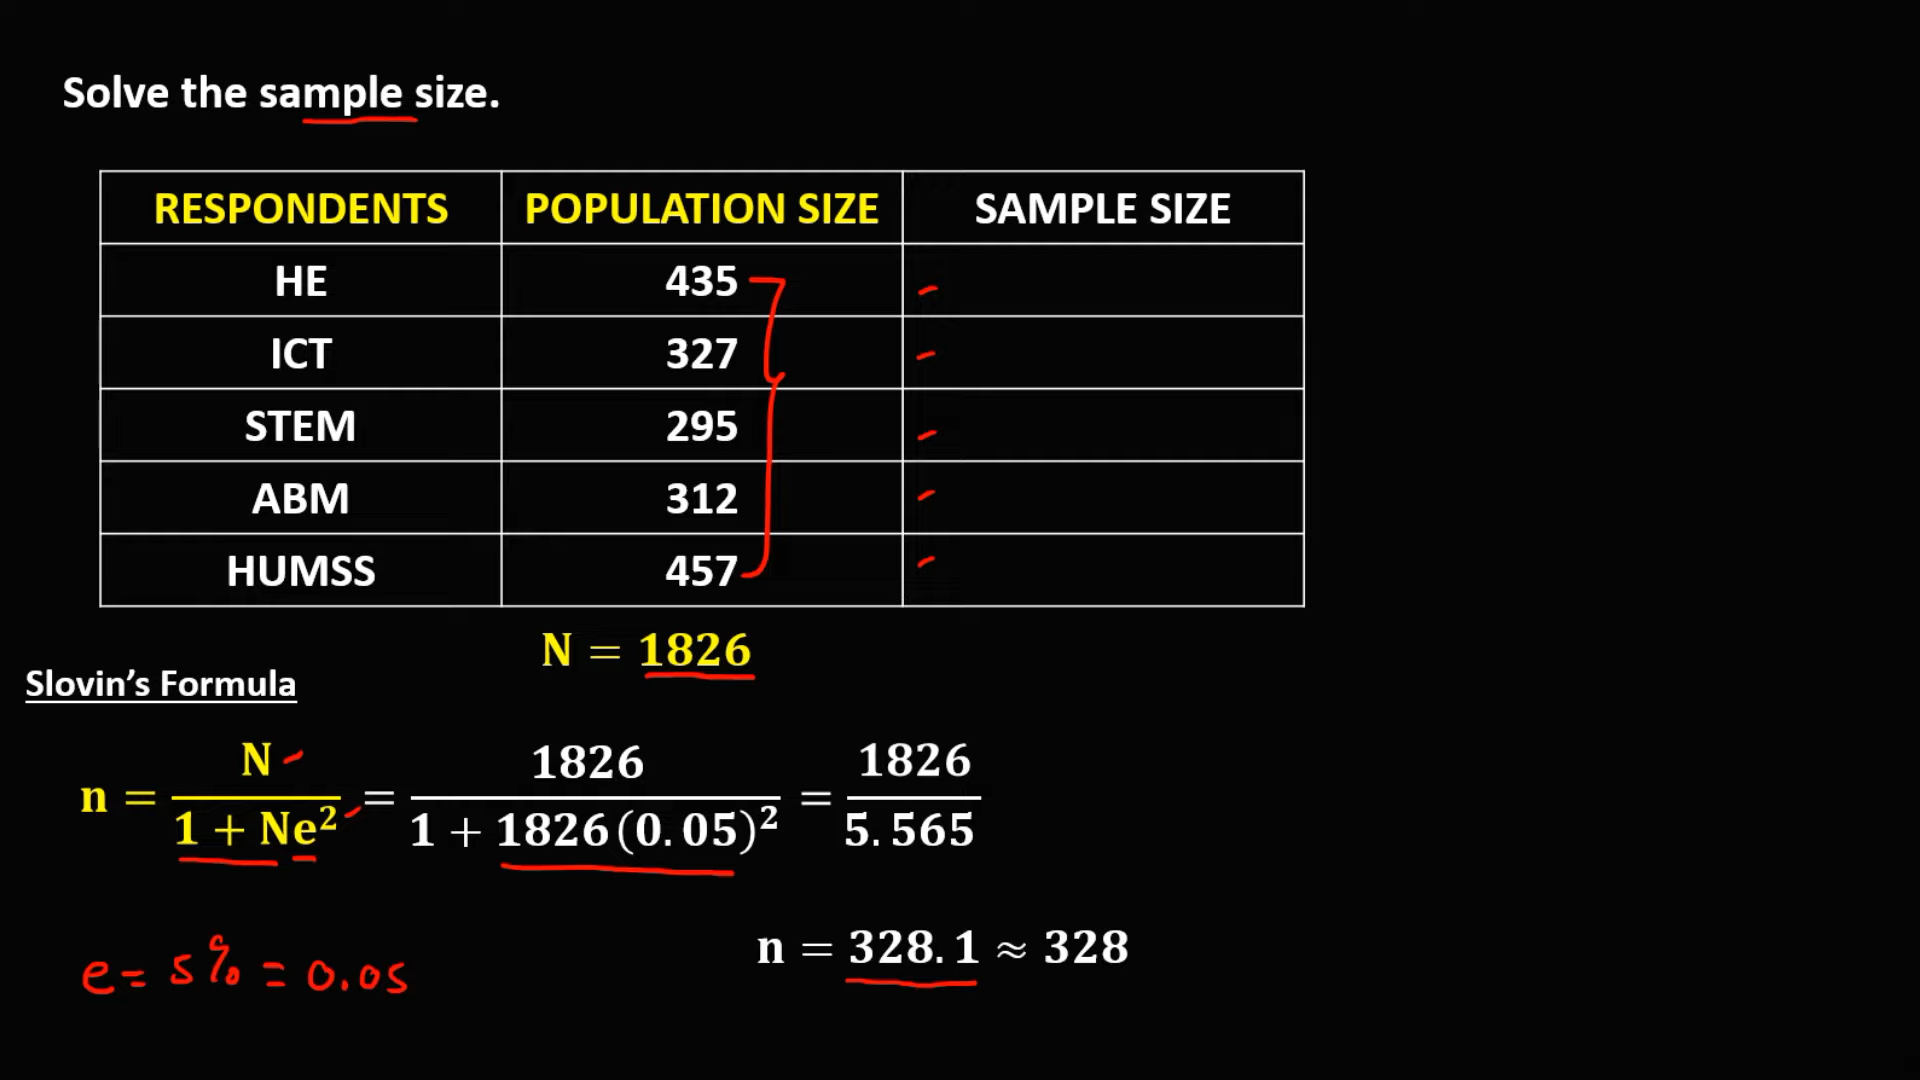 Solve the sample size.
RESPONDENTS POPULATION SIZE SAMPLE SIZE
HE 435
ICT 327
STEM 295
ABM 312
HUMSS 457
N = 1826
Slovin's Formula
n = N / 1 + Ne² = 1826 / 1 + 1826(0.05)² = 1826 / 5.565
e = 5% = 0.05
n = 328.1 ≈ 328